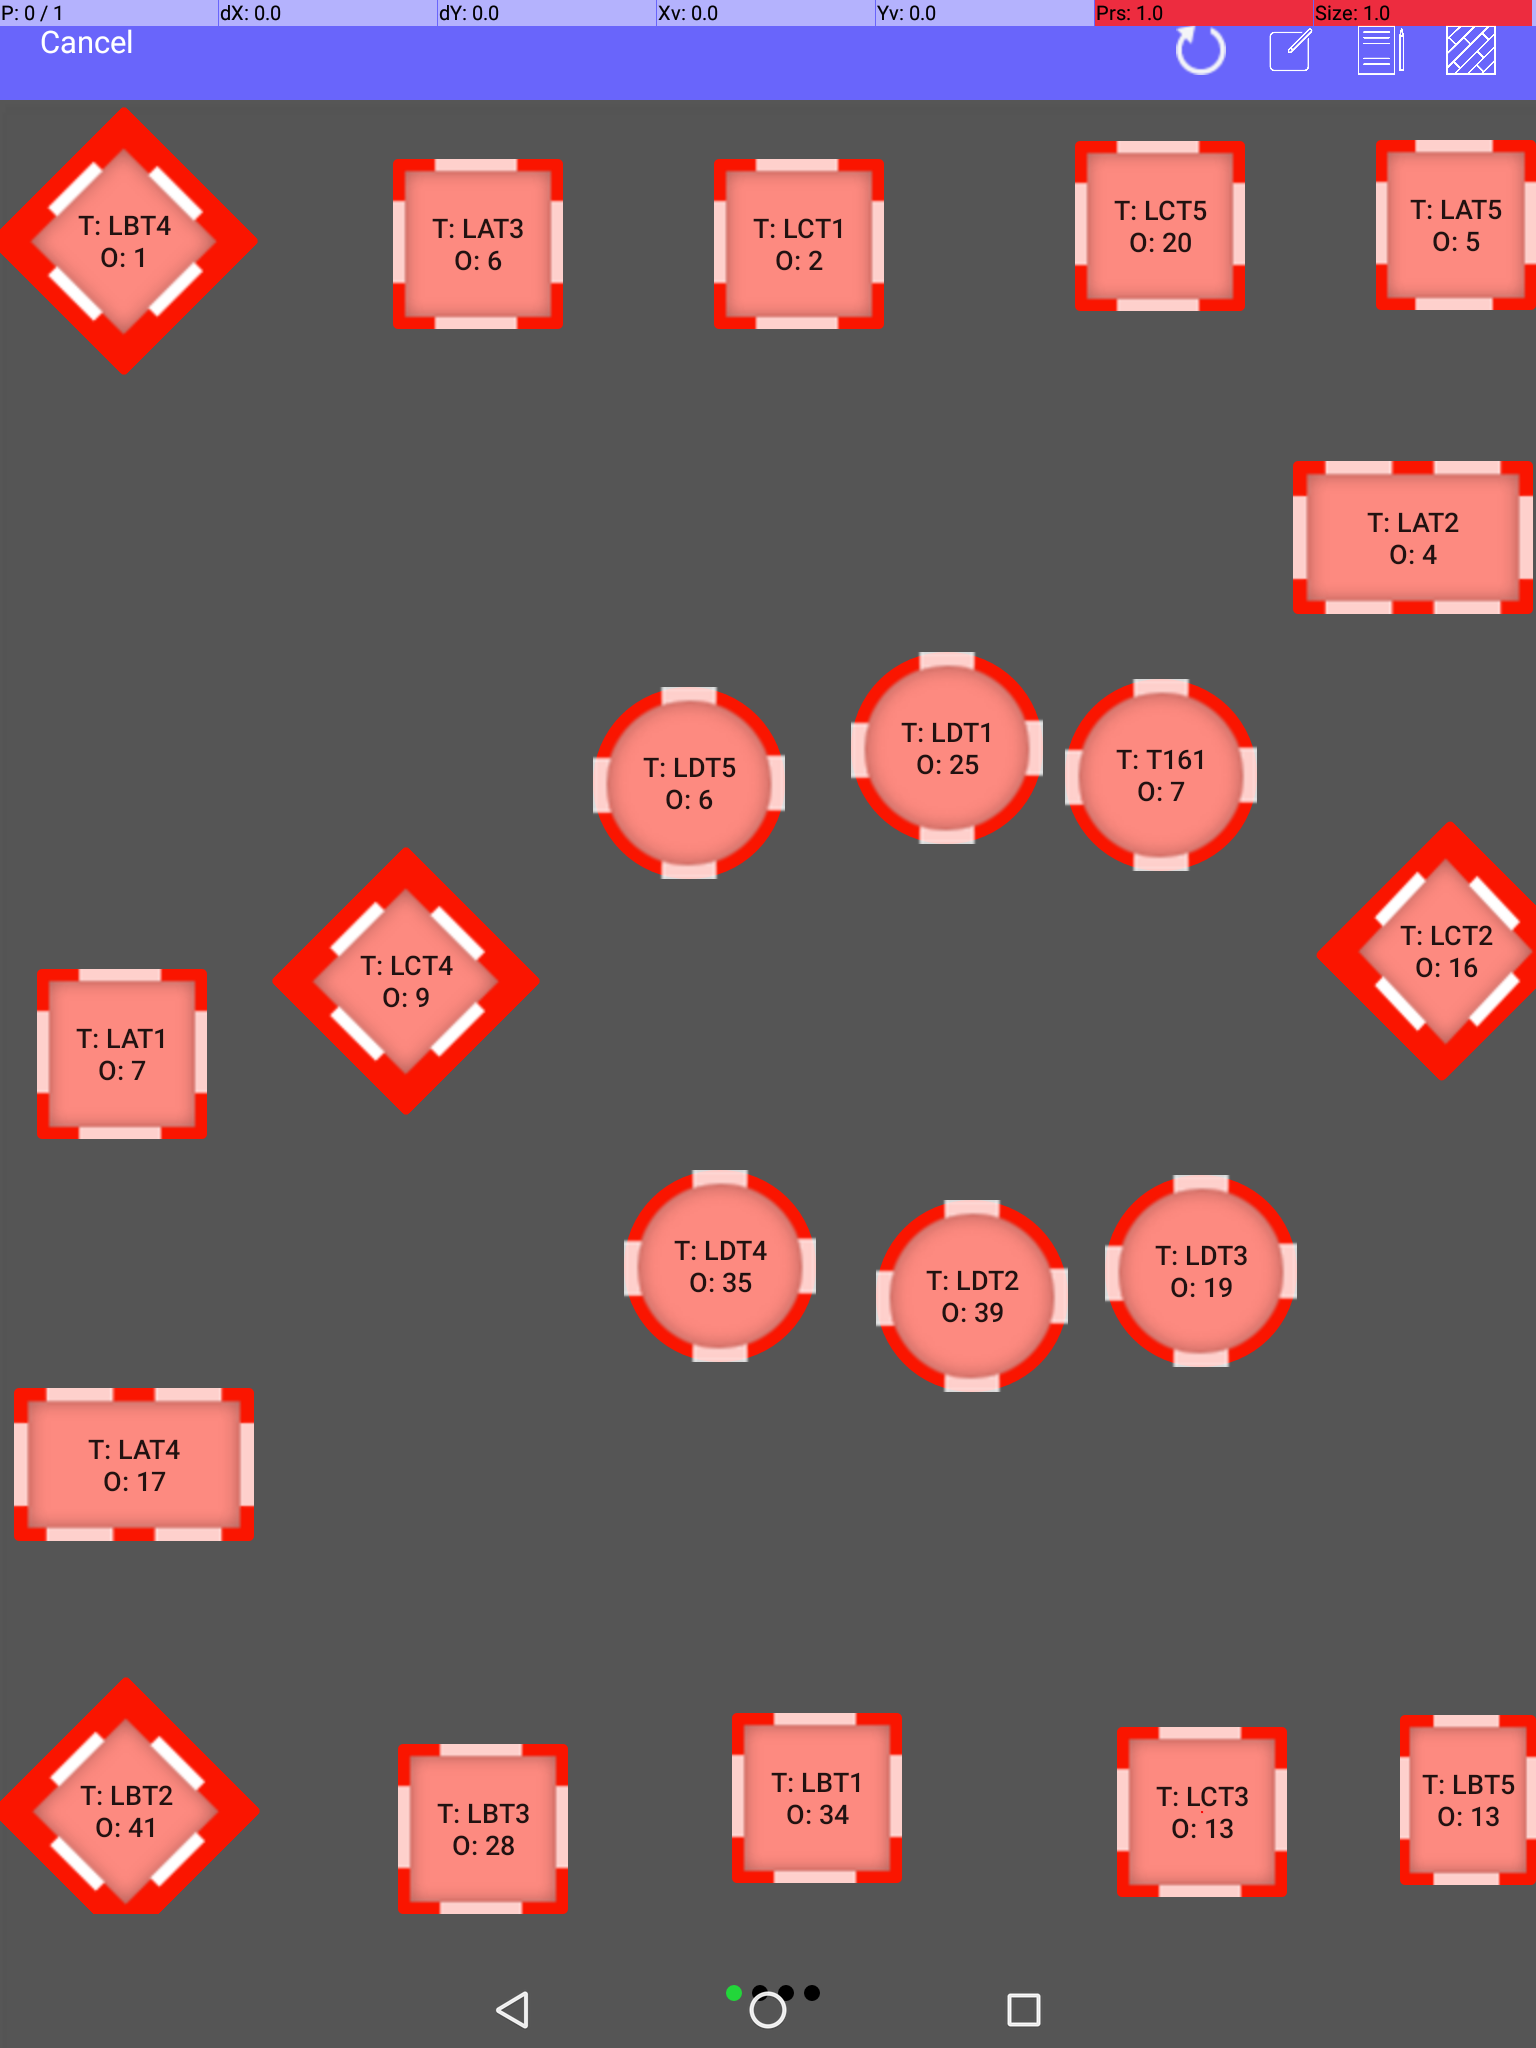 P: 0 / 1 dX: 0.0 dY: 0.0 Xv: 0.0 Yv: 0.0 Prs: 1.0 Size: 1.0
Cancel
T: LBT4
O: 1
T: LAT3
O: 6
T: LCT1
O: 2
T: LCT5
O: 20
T: LAT5
O: 5
T: LAT2
O: 4
T: LDT5
O: 6
T: LDT1
O: 25
T: T161
O: 7
T: LCT4
O: 9
T: LCT2
O: 16
T: LAT1
O: 7
T: LDT4
O: 35
T: LDT2
O: 39
T: LDT3
O: 19
T: LAT4
O: 17
T: LBT2
O: 41
T: LBT3
O: 28
T: LBT1
O: 34
T: LCT3
O: 13
T: LBT5
O: 13